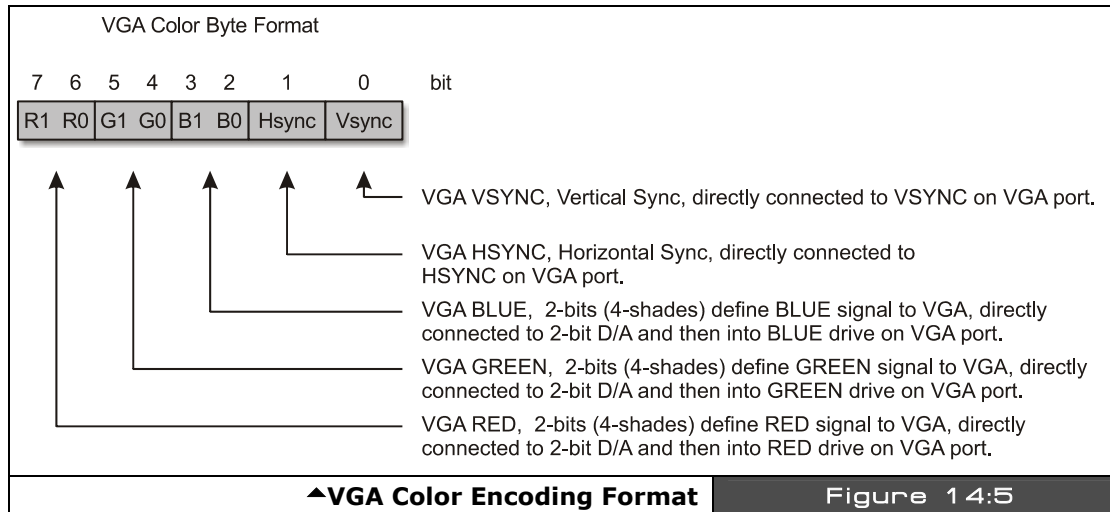 VGA Color Byte Format
7 6 5 4 3 2 1 0 bit
R1 R0 G1 G0 B1 B0 Hsync Vsync
VGA VSYNC, Vertical Sync, directly connected to VSYNC on VGA port.
VGA HSYNC, Horizontal Sync, directly connected to
HSYNC on VGA port.
VGA BLUE, 2-bits (4-shades) define BLUE signal to VGA, directly
connected to 2-bit D/A and then into BLUE drive on VGA port.
VGA GREEN, 2-bits (4-shades) define GREEN signal to VGA, directly
connected to 2-bit D/A and then into GREEN drive on VGA port.
VGA RED, 2-bits (4-shades) define RED signal to VGA, directly
connected to 2-bit D/A and then into RED drive on VGA port.
▲VGA Color Encoding Format Figure 14:5